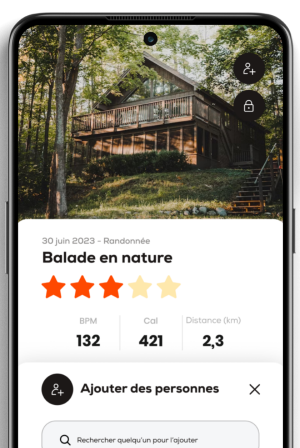 30 juin 2023 - Randonnée
Balade en nature
BPM Cal Distance (km)
132 421 2,3
Ajouter des personnes
Rechercher quelqu'un pour l'ajouter